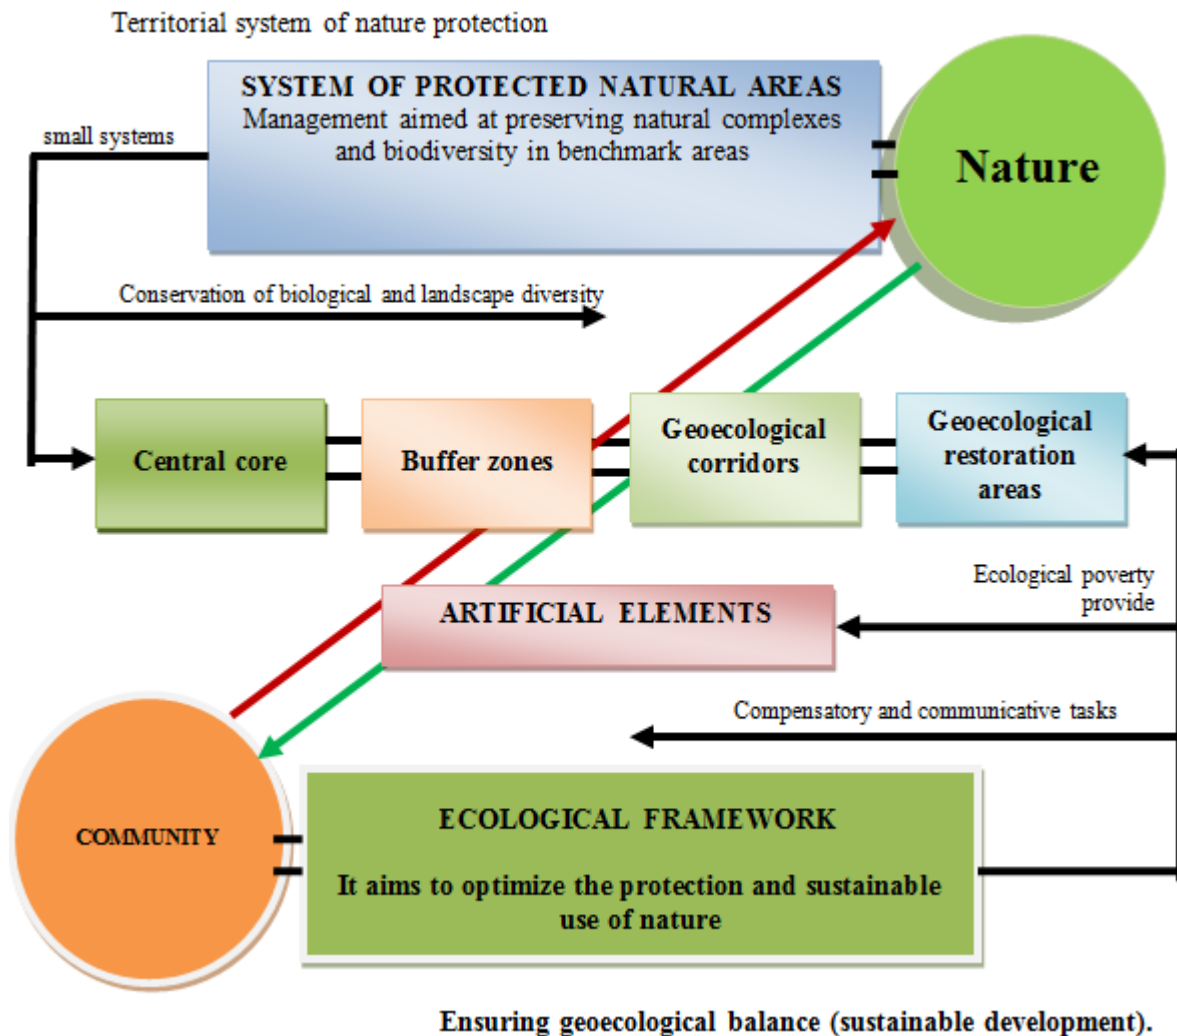 Territorial system of nature protection
SYSTEM OF PROTECTED NATURAL AREAS
Management aimed at preserving natural complexes
and biodiversity in benchmark areas
Nature
small systems
Conservation of biological and landscape diversity
Central core
Buffer zones
Geoecological
corridors
Geoecological
restoration
areas
Ecological poverty
provide
ARTIFICIAL ELEMENTS
Compensatory and communicative tasks
COMMUNITY
ECOLOGICAL FRAMEWORK
It aims to optimize the protection and sustainable
use of nature
Ensuring geoecological balance (sustainable development).